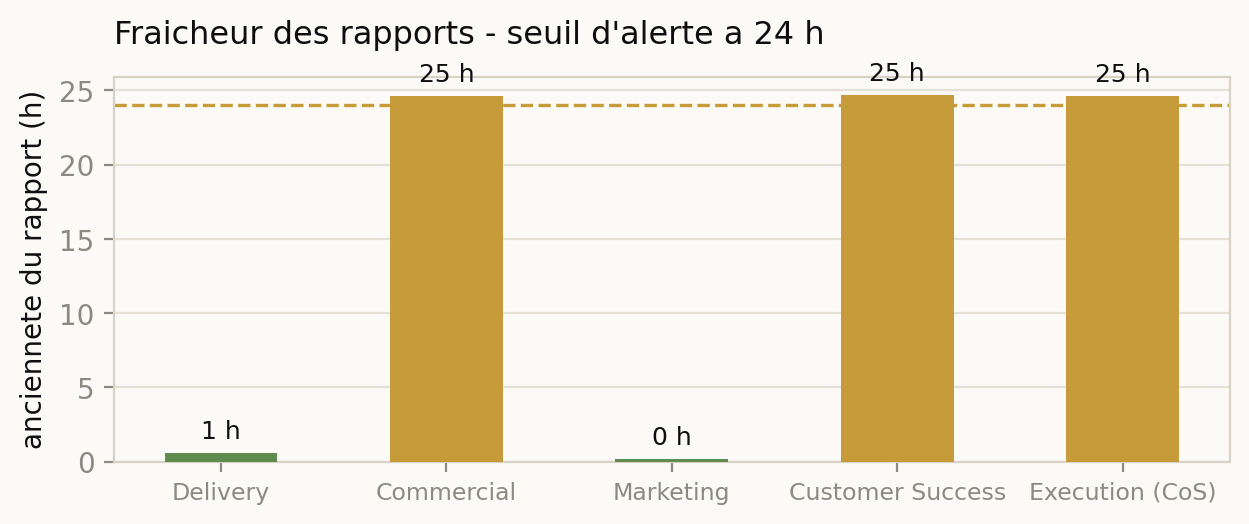 Fraicheur des rapports - seuil d'alerte a 24 h
anciennete du rapport (h)
25
20
15
10
5
0
1 h
25 h
0 h
25 h
25 h
Delivery
Commercial
Marketing
Customer Success
Execution (CoS)